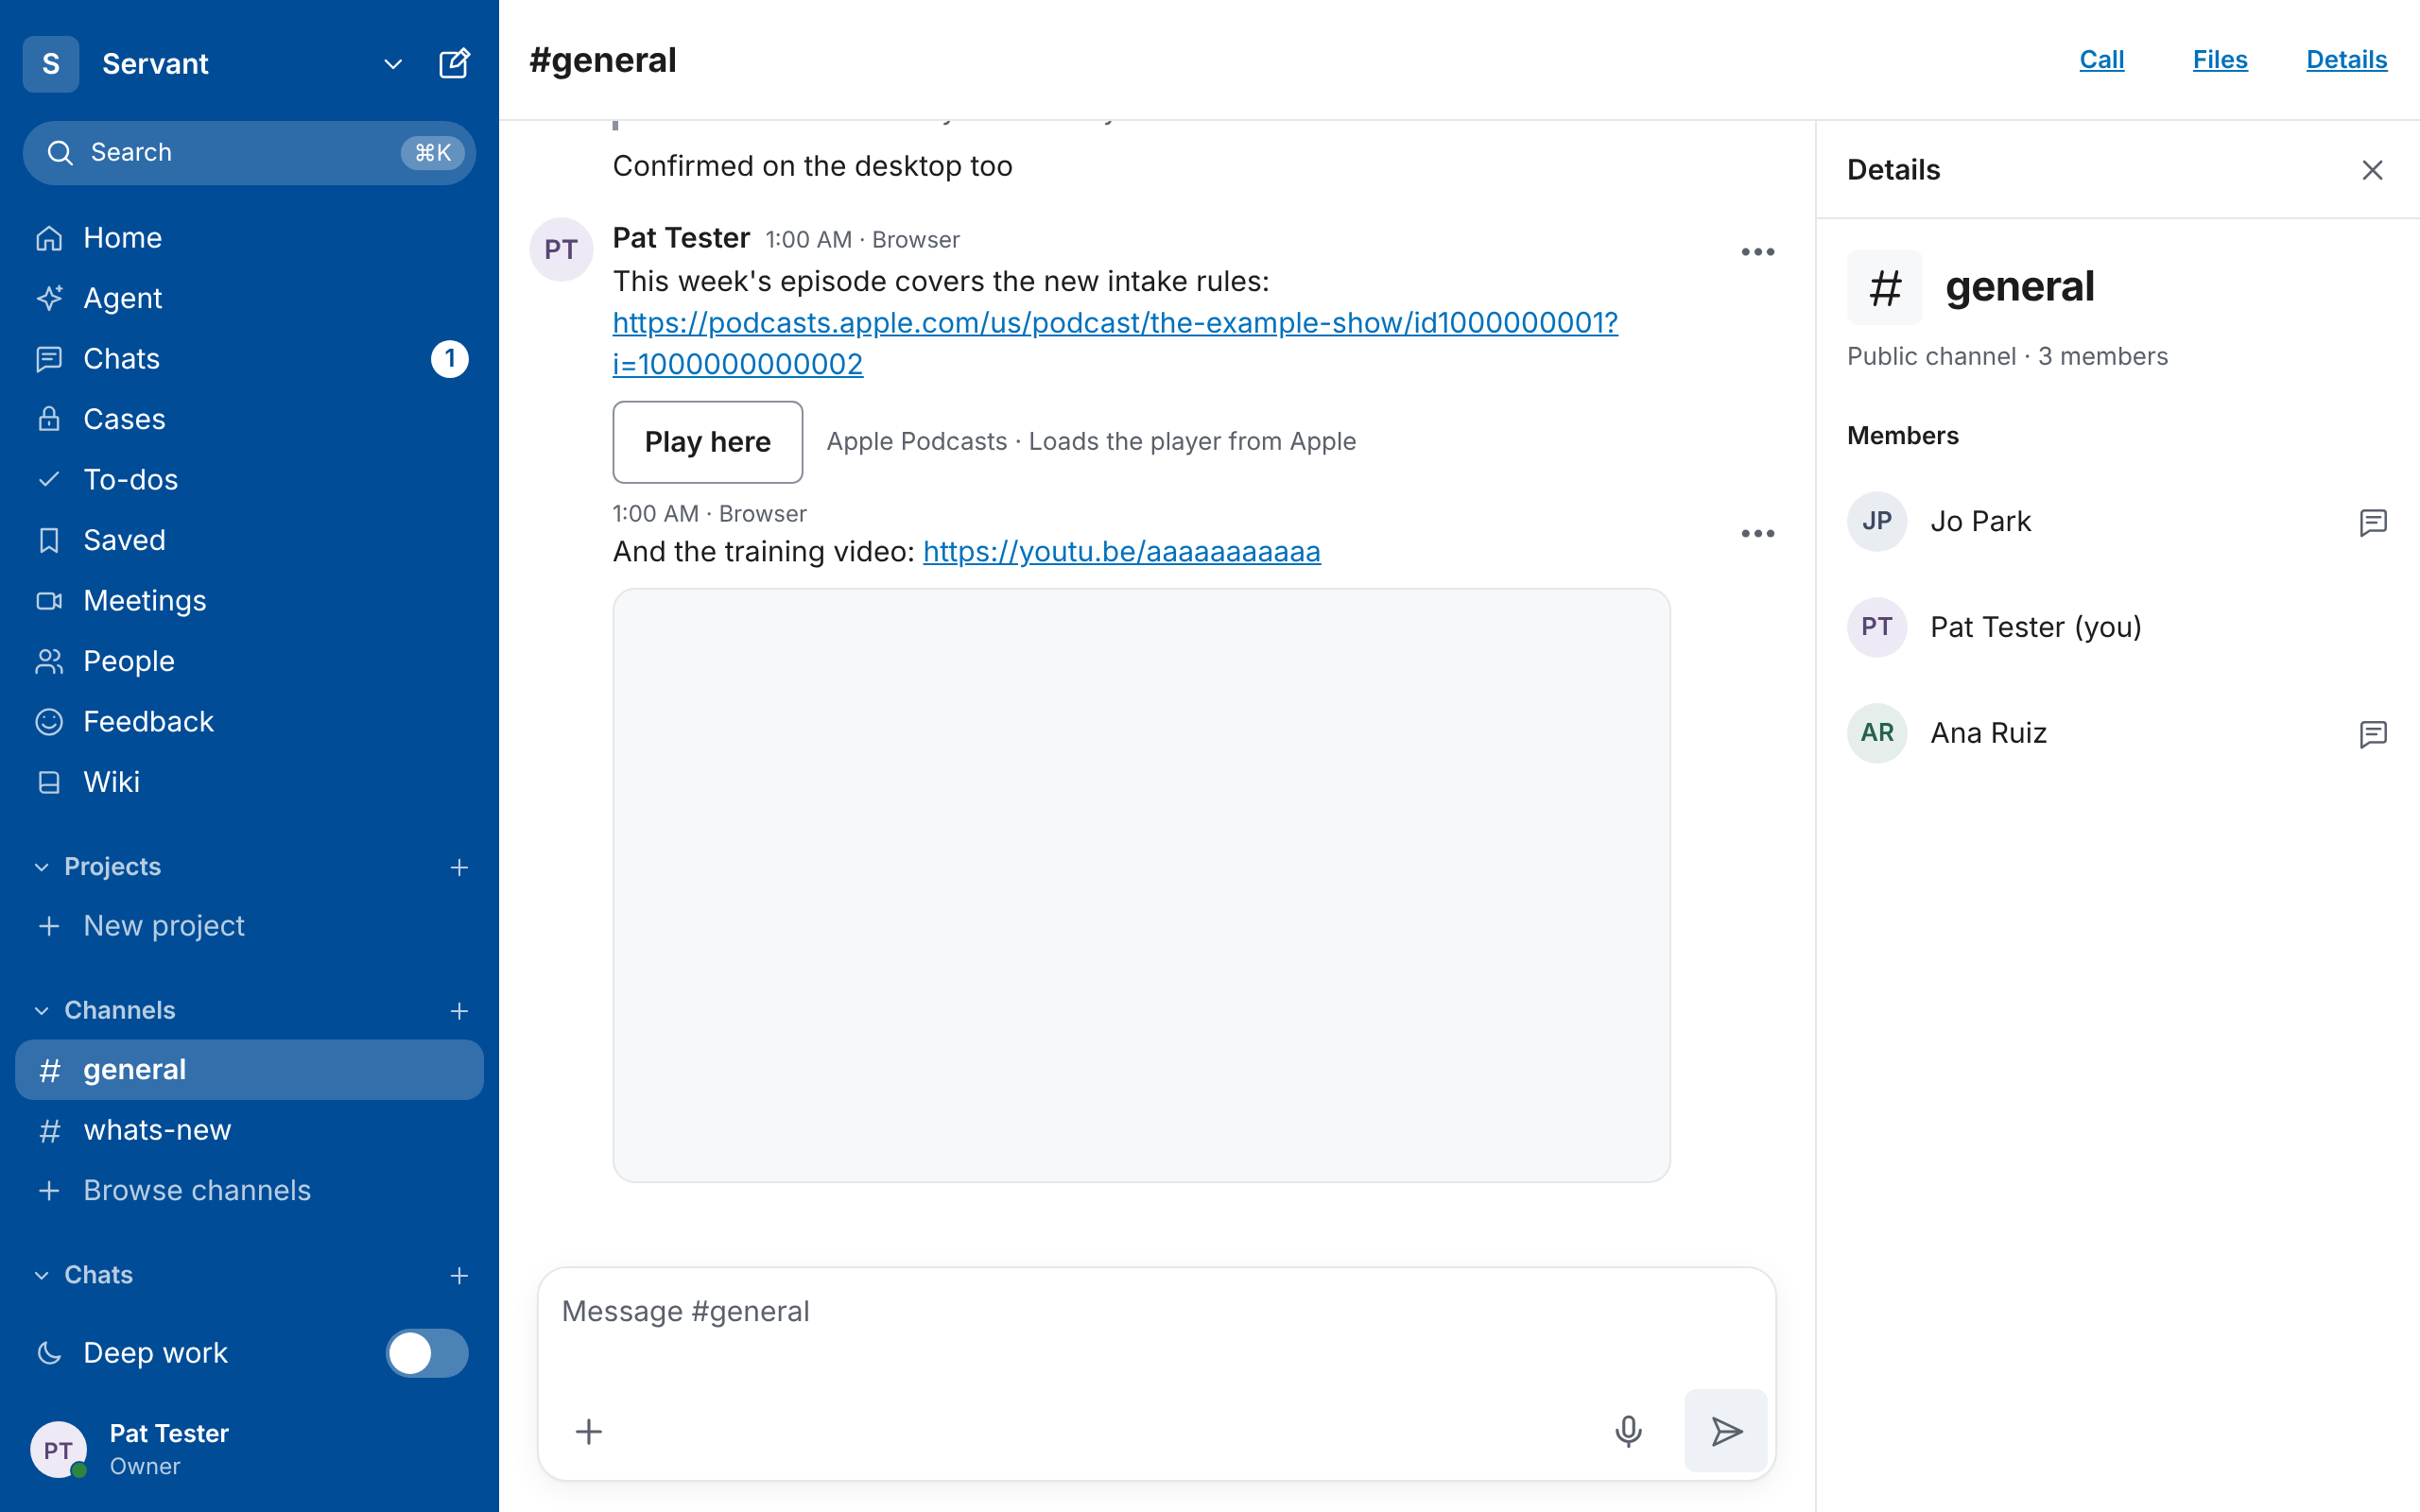 S
Servant
Search
⌘K
Home
Agent
Chats
1
Cases
To-dos
Saved
Meetings
People
Feedback
Wiki
Projects
New project
Channels
# general
# whats-new
Browse channels
Chats
Deep work
PT
Pat Tester
Owner
#general
Call
Files
Details
Confirmed on the desktop too
PT
Pat Tester 1:00 AM · Browser
This week's episode covers the new intake rules:
https://podcasts.apple.com/us/podcast/the-example-show/id1000000001?
i=1000000000002
Play here
Apple Podcasts · Loads the player from Apple
1:00 AM · Browser
And the training video: https://youtu.be/aaaaaaaaaaa
Message #general
Details
# general
Public channel · 3 members
Members
JP
Jo Park
PT
Pat Tester (you)
AR
Ana Ruiz